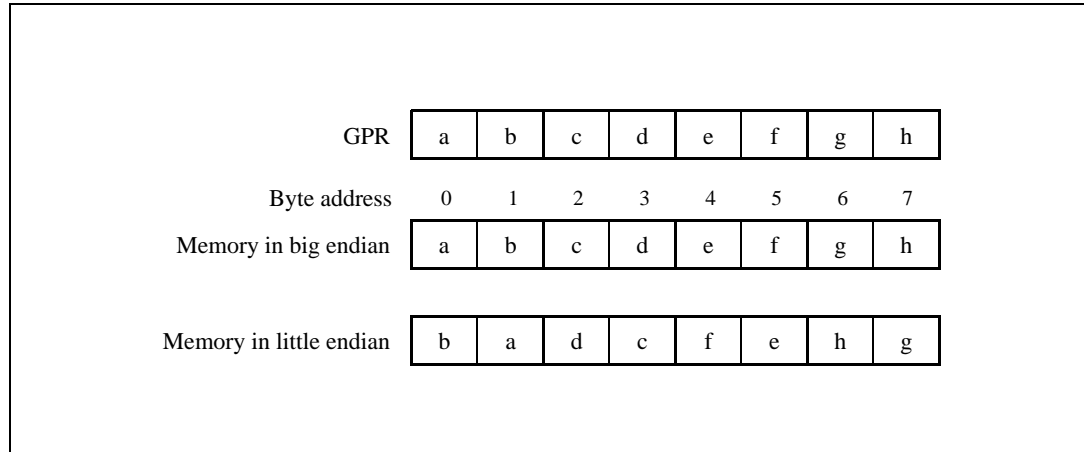 GPR a b c d e f g h
Byte address 0 1 2 3 4 5 6 7
Memory in big endian a b c d e f g h
Memory in little endian b a d c f e h g